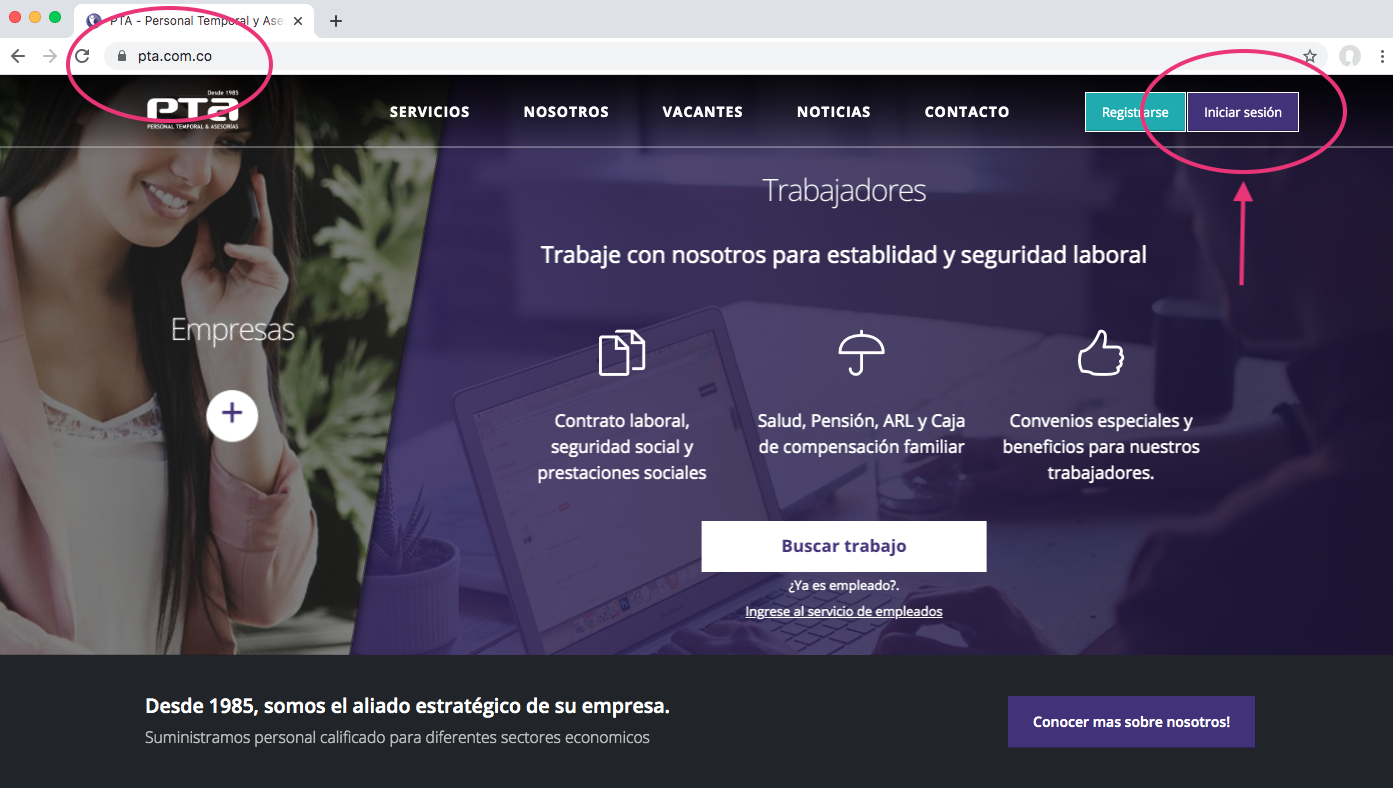 PTA - Personal Temporal y Ase
pta.com.co
Desde 1985
PTA
PERSONAL TEMPORAL & ASESORÍAS
SERVICIOS
NOSOTROS
VACANTES
NOTICIAS
CONTACTO
Registrarse
Iniciar sesión
Empresas
Trabajadores
Trabaje con nosotros para establidad y seguridad laboral
Contrato laboral,
seguridad social y
prestaciones sociales
Salud, Pensión, ARL y Caja
de compensación familiar
Convenios especiales y
beneficios para nuestros
trabajadores.
Buscar trabajo
¿Ya es empleado?.
Ingrese al servicio de empleados
Desde 1985, somos el aliado estratégico de su empresa.
Suministramos personal calificado para diferentes sectores economicos
Conocer mas sobre nosotros!